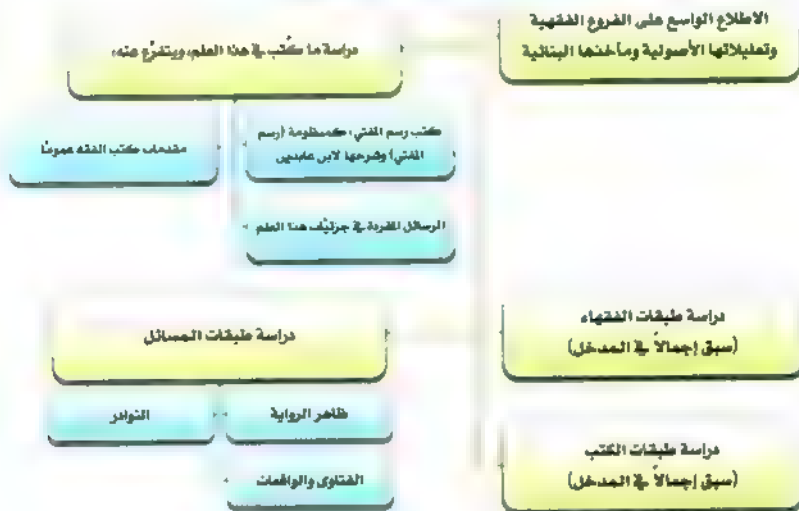 الاطلاع الواسع على الفروع الفقهية
وتعليلاتها الأصولية ومآخذها البنائية
دراسة ما كُتب في هذا العلم، ويتفرَّع عنه:
كتب رسم المفتي، كمنظومة (رسم
المفتي) وشرحها لابن عابدين
مقدمات كتب الفقه عمومًا
الرسائل المفردة في جزئيَّات هذا العلم
دراسة طبقات الفقهاء
(سبق إجمالاً في المدخل)
دراسة طبقات المسائل
ظاهر الرواية
النوادر
الفتاوى والواقعات
دراسة طبقات الكتب
(سبق إجمالاً في المدخل)